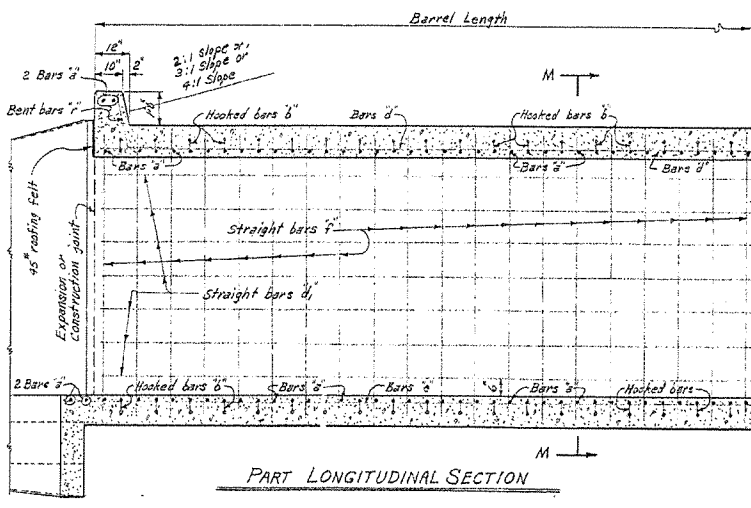 Barrel Length
12"
10"
2"
2:1 slope or
3:1 slope or
4:1 slope
M
2 Bars "a"
Bent bars "r"
Hooked bars "b"
Bars "d"
Hooked bars "b"
Bars "a"
Bars "a"
Bars "d"
45# roofing felt
Straight bars "f"
Expansion or
Construction joint
Straight bars "d1"
2 Bars "a"
Hooked bars "b"
Bars "a"
Bars "e"
6"
Bars "a"
Hooked bars
M
PART LONGITUDINAL SECTION